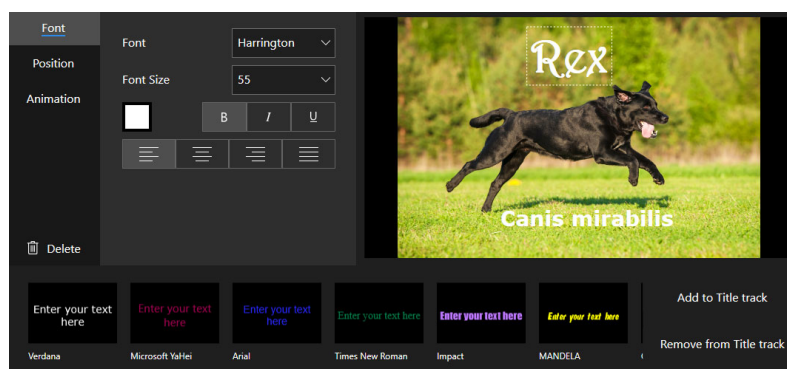 Font
Position
Animation
Delete
Font Harrington
Font Size 55
B I U
Rex
Canis mirabilis
Enter your text
here
Verdana
Enter your text
here
Microsoft YaHei
Enter your text
here
Arial
Enter your text here
Times New Roman
Enter your text here
Impact
Enter your text here
MANDELA
Add to Title track
Remove from Title track